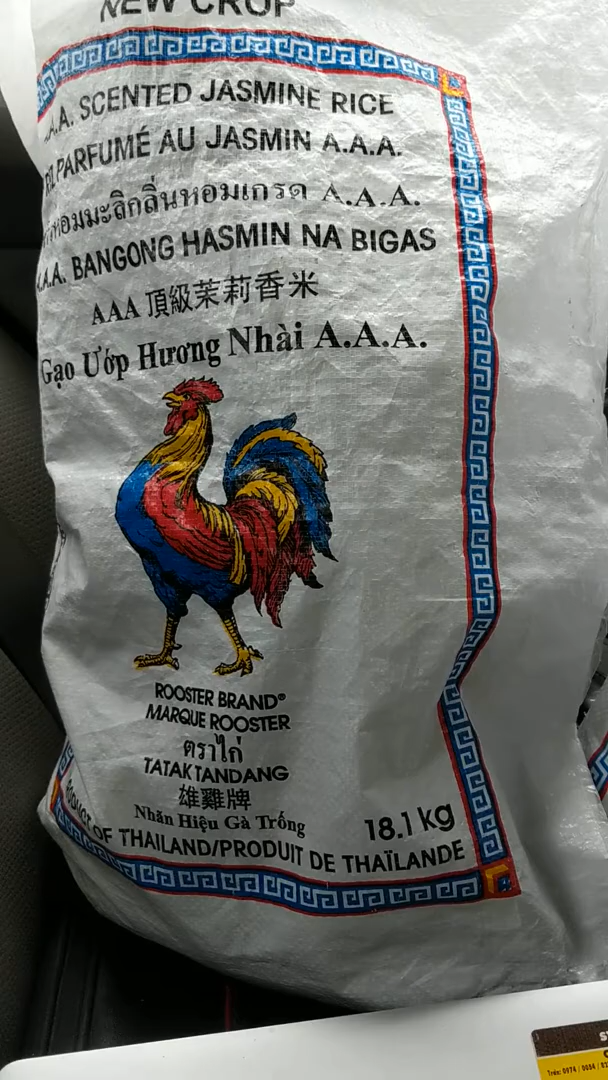 NEW CROP
A.A. SCENTED JASMINE RICE
PARFUMÉ AU JASMIN A.A.A.
หอมมะลิกลิ่นหอมเกรด A.A.A.
A.A. BANGONG HASMIN NA BIGAS
AAA 頂級茉莉香米
Gạo Ướp Hương Nhài A.A.A.
ROOSTER BRAND®
MARQUE ROOSTER
ตราไก่
TATAK TANDANG
雄雞牌
Nhãn Hiệu Gà Trống
18.1 kg
OF THAILAND/PRODUIT DE THAÏLANDE